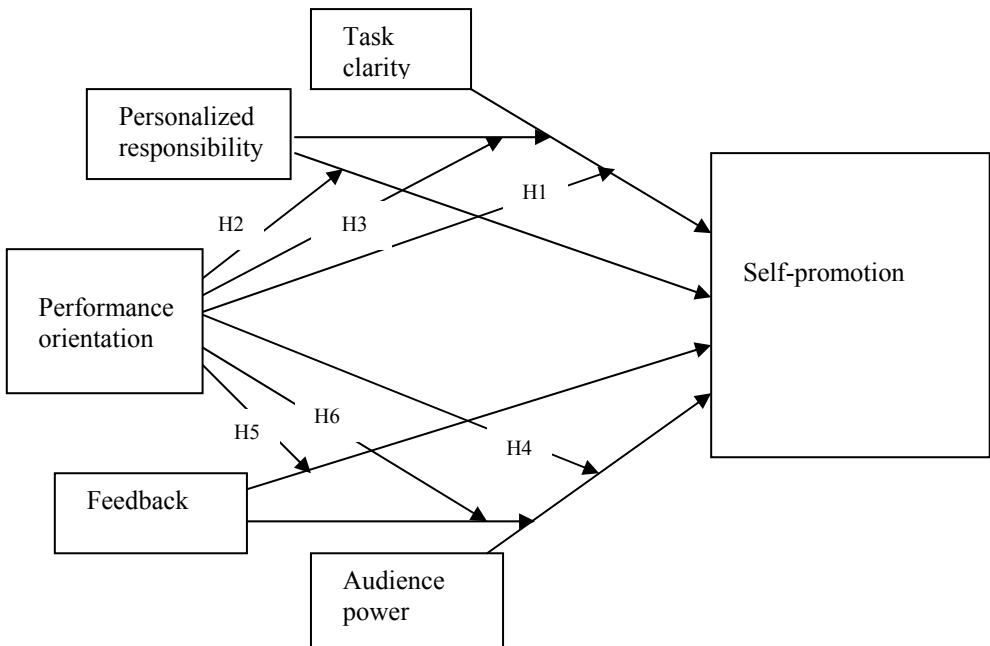 Task
clarity
Personalized
responsibility
H1
H2
H3
Self-promotion
Performance
orientation
H6
H5
H4
Feedback
Audience
power